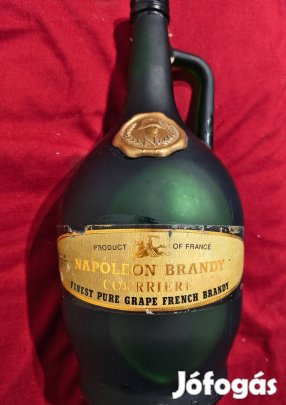 PRODUCT OF FRANCE
NAPOLEON BRANDY
COURRIERE
FINEST PURE GRAPE FRENCH BRANDY
Jófogás